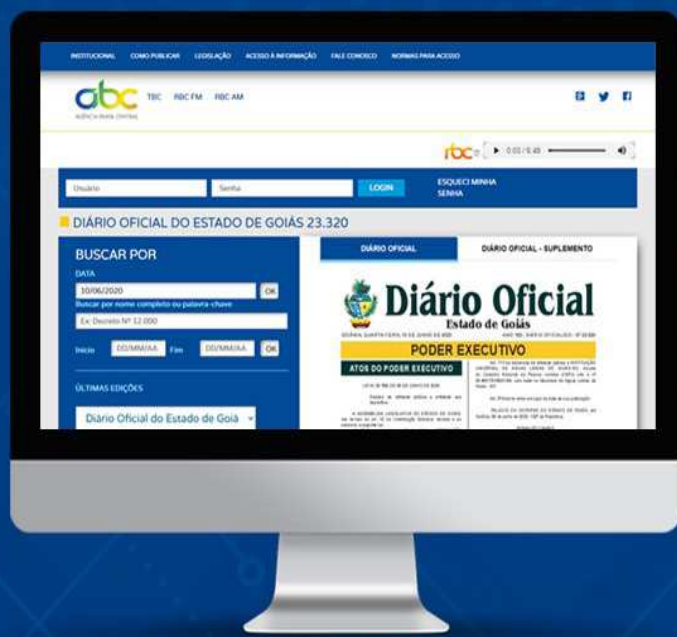 INSTITUCIONAL COMO PUBLICAR LEGISLAÇÃO ACESSO À INFORMAÇÃO FALE CONOSCO NORMAS PARA ACESSO
abc TBC RBC FM RBC AM
AGÊNCIA BRASIL CENTRAL
rbc
Usuário Senha LOGIN ESQUECI MINHA SENHA
DIÁRIO OFICIAL DO ESTADO DE GOIÁS 23.320
BUSCAR POR
DATA
10/06/2020 OK
Buscar por nome completo ou palavra-chave
Ex: Decreto Nº 12.000
Início DD/MM/AA Fim DD/MM/AA OK
ÚLTIMAS EDIÇÕES
Diário Oficial do Estado de Goiá
DIÁRIO OFICIAL DIÁRIO OFICIAL - SUPLEMENTO
Diário Oficial
Estado de Goiás
PODER EXECUTIVO
ATOS DO PODER EXECUTIVO